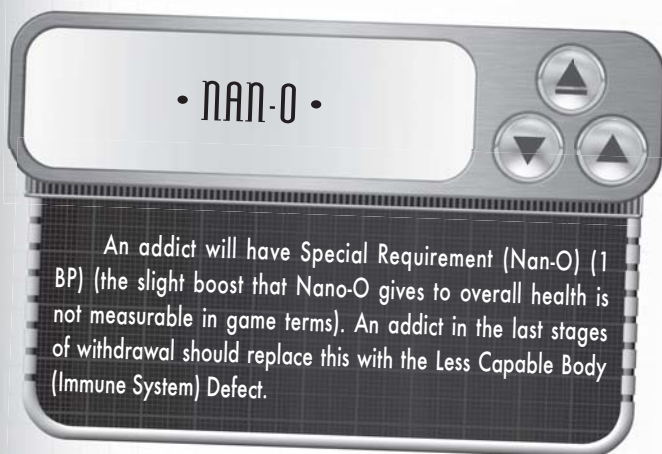 • NAN-O •
An addict will have Special Requirement (Nan-O) (1
BP) (the slight boost that Nano-O gives to overall health is
not measurable in game terms). An addict in the last stages
of withdrawal should replace this with the Less Capable Body
(Immune System) Defect.